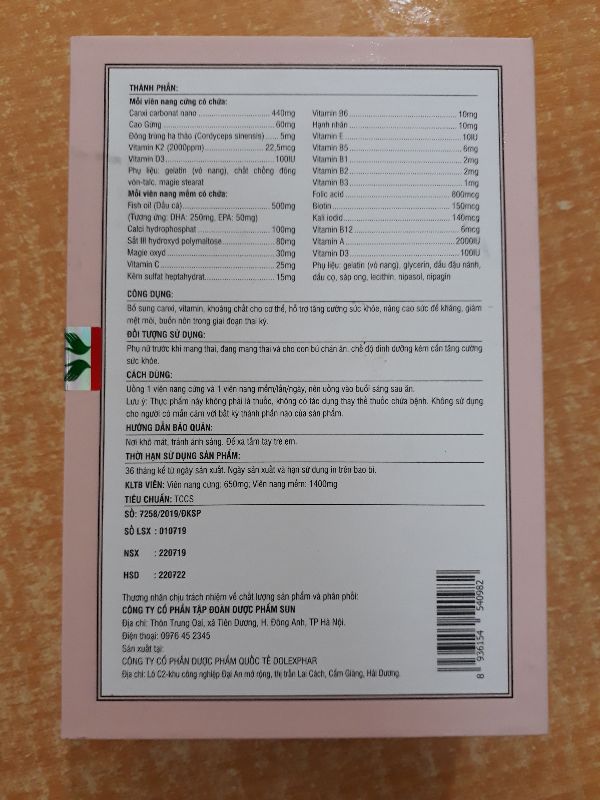 THÀNH PHẦN:
Mỗi viên nang cứng có chứa:
Canxi carbonat nano 440mg
Cao Gừng 60mg
Đông trùng hạ thảo (Cordyceps sinensis) 5mg
Vitamin K2 (2000ppm) 22,5mcg
Vitamin D3 100IU
Phụ liệu: gelatin (vỏ nang), chất chống đông
vón-talc, magie stearat
Mỗi viên nang mềm có chứa:
Fish oil (Dầu cá) 500mg
(Tương ứng: DHA: 250mg, EPA: 50mg)
Calci hydrophosphat 100mg
Sắt III hydroxyd polymaltose 80mg
Magie oxyd 30mg
Vitamin C 25mg
Kẽm sulfat heptahydrat 15mg
Vitamin B6 10mg
Hạnh nhân 10mg
Vitamin E 10IU
Vitamin B5 6mg
Vitamin B1 2mg
Vitamin B2 2mg
Vitamin B3 1mg
Folic acid 600mcg
Biotin 150mcg
Kali iodid 140mcg
Vitamin B12 6mcg
Vitamin A 2000IU
Vitamin D3 100IU
Phụ liệu: gelatin (vỏ nang), glycerin, dầu đậu nành,
dầu cọ, sáp ong, lecithin, nipasol, nipagin
CÔNG DỤNG:
Bổ sung canxi, vitamin, khoáng chất cho cơ thể, hỗ trợ tăng cường sức khỏe, nâng cao sức đề kháng, giảm
mệt mỏi, buồn nôn trong giai đoạn thai kỳ.
ĐỐI TƯỢNG SỬ DỤNG:
Phụ nữ trước khi mang thai, đang mang thai và cho con bú chán ăn, chế độ dinh dưỡng kém cần tăng cường
sức khỏe.
CÁCH DÙNG:
Uống 1 viên nang cứng và 1 viên nang mềm/lần/ngày, nên uống vào buổi sáng sau ăn.
Lưu ý: Thực phẩm này không phải là thuốc, không có tác dụng thay thế thuốc chữa bệnh. Không sử dụng
cho người có mẫn cảm với bất kỳ thành phần nào của sản phẩm.
HƯỚNG DẪN BẢO QUẢN:
Nơi khô mát, tránh ánh sáng. Để xa tầm tay trẻ em.
THỜI HẠN SỬ DỤNG SẢN PHẨM:
36 tháng kể từ ngày sản xuất. Ngày sản xuất và hạn sử dụng in trên bao bì.
KLTB VIÊN: Viên nang cứng: 650mg; Viên nang mềm: 1400mg
TIÊU CHUẨN: TCCS
SỐ: 7258/2019/ĐKSP
SỐ LSX : 010719
NSX : 220719
HSD : 220722
Thương nhân chịu trách nhiệm về chất lượng sản phẩm và phân phối:
CÔNG TY CỔ PHẦN TẬP ĐOÀN DƯỢC PHẨM SUN
Địa chỉ: Thôn Trung Oai, xã Tiên Dương, H. Đông Anh, TP Hà Nội.
Điện thoại: 0976 45 2345
Sản xuất tại:
CÔNG TY CỔ PHẦN DƯỢC PHẨM QUỐC TẾ DOLEXPHAR
Địa chỉ: Lô C2-khu công nghiệp Đại An mở rộng, thị trấn Lai Cách, Cẩm Giàng, Hải Dương.
8 936154 540982